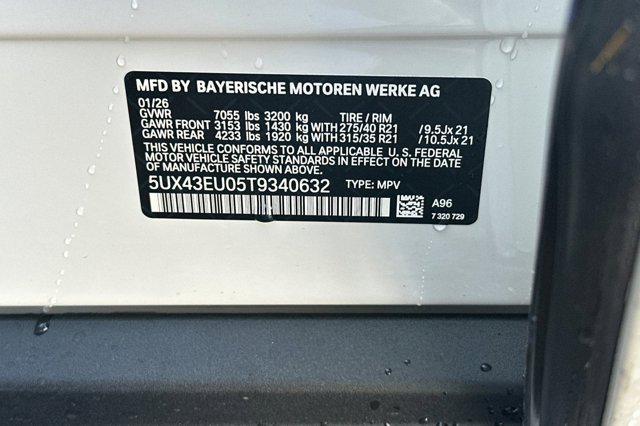 MFD BY BAYERISCHE MOTOREN WERKE AG
01/26
GVWR 7055 lbs 3200 kg TIRE / RIM
GAWR FRONT 3153 lbs 1430 kg WITH 275/40 R21 / 9.5Jx 21
GAWR REAR 4233 lbs 1920 kg WITH 315/35 R21 / 10.5Jx 21
THIS VEHICLE CONFORMS TO ALL APPLICABLE U. S. FEDERAL
MOTOR VEHICLE SAFETY STANDARDS IN EFFECT ON THE DATE
OF MANUFACTURE SHOWN ABOVE.
5UX43EU05T9340632 TYPE: MPV
A96
7 320 729